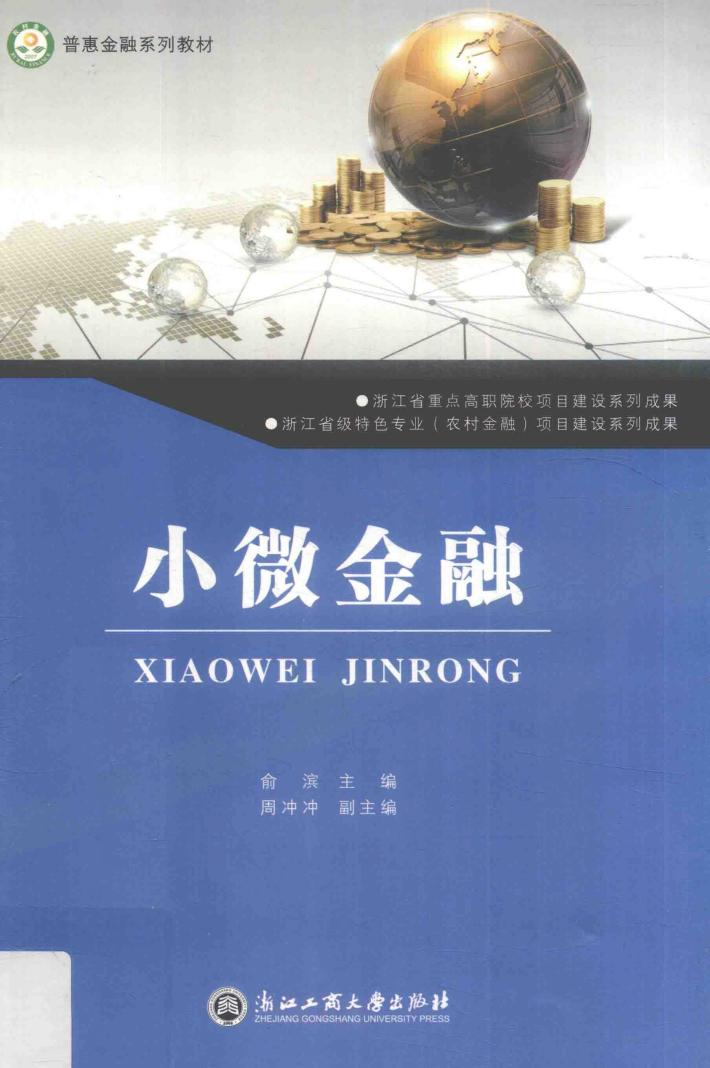 普惠金融系列教材
●浙江省重点高职院校项目建设系列成果
●浙江省级特色专业（农村金融）项目建设系列成果
小微金融
XIAOWEI JINRONG
俞 滨 主 编
周冲冲 副主编
浙江工商大学出版社
ZHEJIANG GONGSHANG UNIVERSITY PRESS